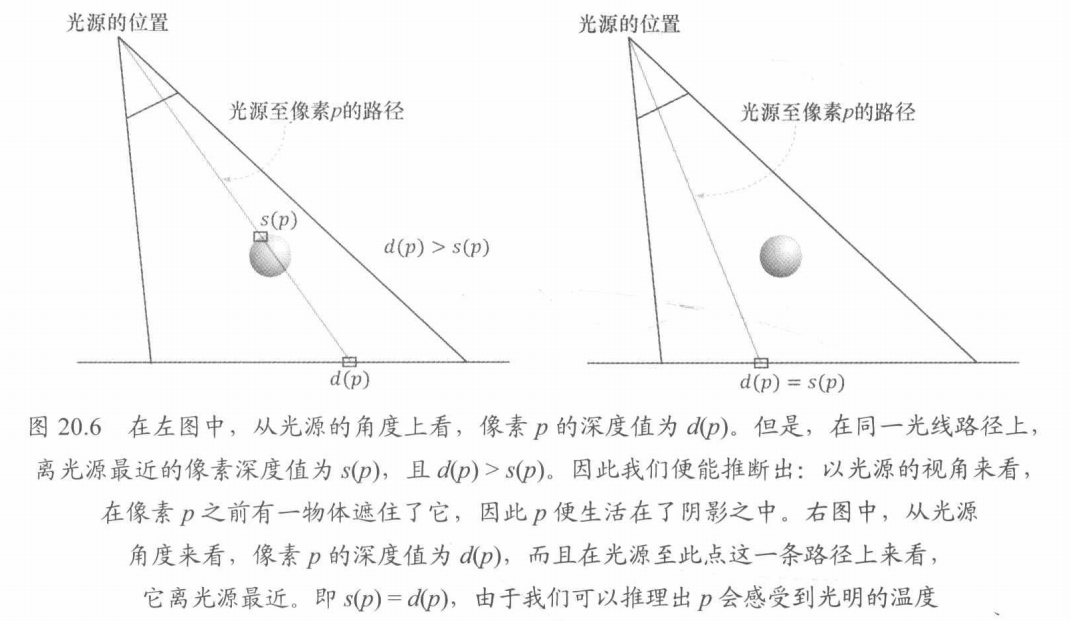 光源的位置
光源至像素p的路径
s(p)
d(p) > s(p)
d(p)
光源的位置
光源至像素p的路径
d(p) = s(p)
图 20.6 在左图中，从光源的角度上看，像素 p 的深度值为 d(p)。但是，在同一光线路径上，
离光源最近的像素深度值为 s(p)，且 d(p) > s(p)。因此我们便能推断出：以光源的视角来看，
在像素 p 之前有一物体遮住了它，因此 p 便生活在了阴影之中。右图中，从光源
角度来看，像素 p 的深度值为 d(p)，而且在光源至此点这一条路径上来看，
它离光源最近。即 s(p) = d(p)，由于我们可以推理出 p 会感受到光明的温度